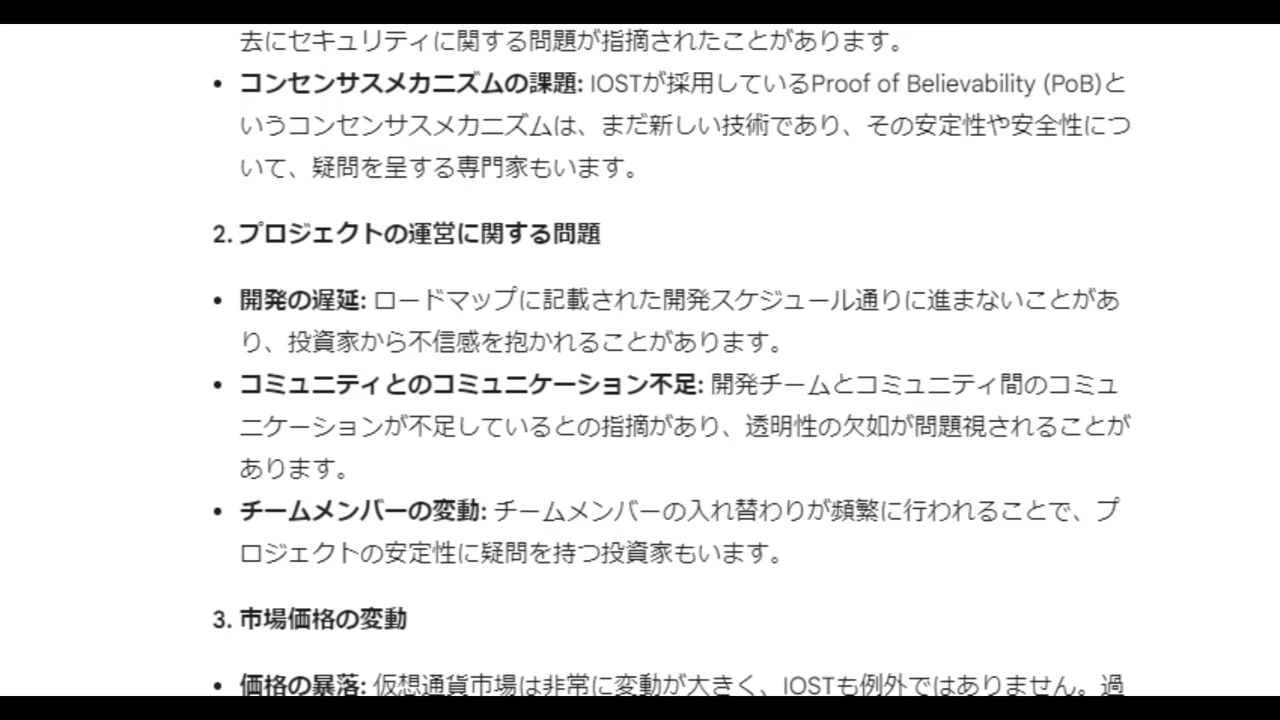 去にセキュリティに関する問題が指摘されたことがあります。
• コンセンサスメカニズムの課題: IOSTが採用しているProof of Believability (PoB)と
いうコンセンサスメカニズムは、まだ新しい技術であり、その安定性や安全性につ
いて、疑問を呈する専門家もいます。
2. プロジェクトの運営に関する問題
• 開発の遅延: ロードマップに記載された開発スケジュール通りに進まないことがあ
り、投資家から不信感を抱かれることがあります。
• コミュニティとのコミュニケーション不足: 開発チームとコミュニティ間のコミュ
ニケーションが不足しているとの指摘があり、透明性の欠如が問題視されることが
あります。
• チームメンバーの変動: チームメンバーの入れ替わりが頻繁に行われることで、プ
ロジェクトの安定性に疑問を持つ投資家もいます。
3. 市場価格の変動
• 価格の暴落: 仮想通貨市場は非常に変動が大きく、IOSTも例外ではありません。過